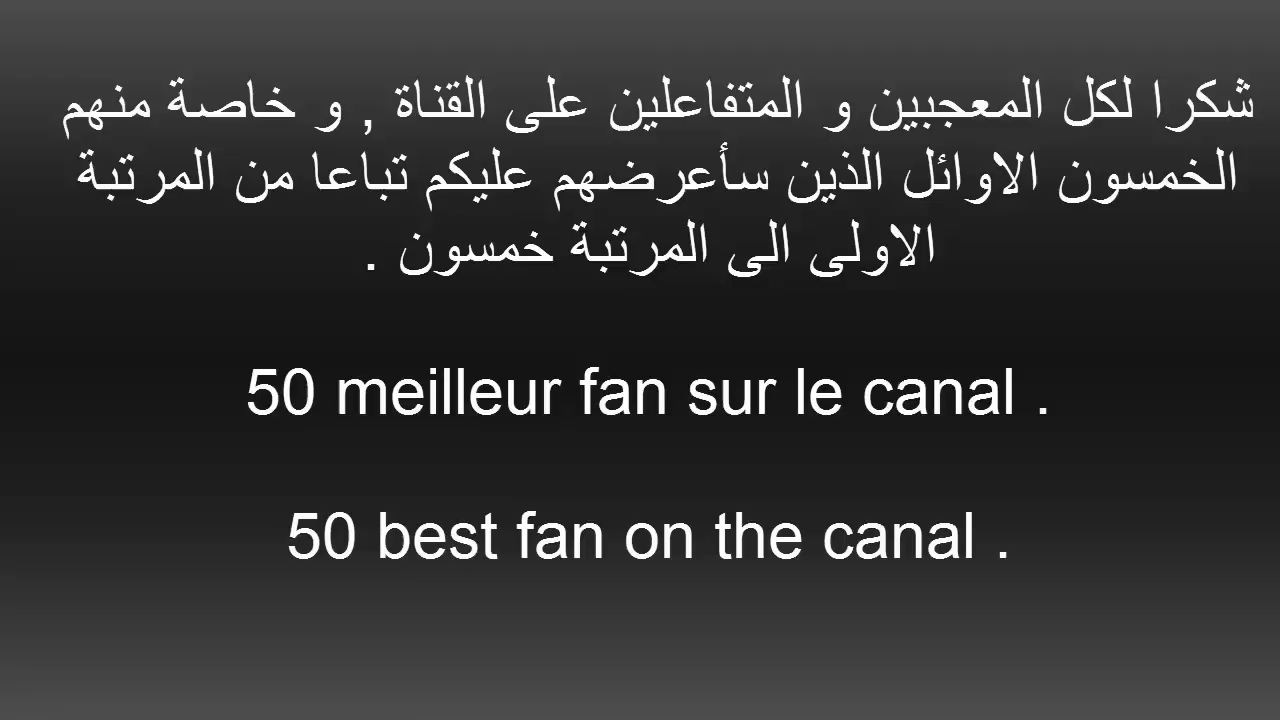 شكرا لكل المعجبين و المتفاعلين على القناة , و خاصة منهم
الخمسون الاوائل الذين سأعرضهم عليكم تباعا من المرتبة
الاولى الى المرتبة خمسون .
50 meilleur fan sur le canal .
50 best fan on the canal .